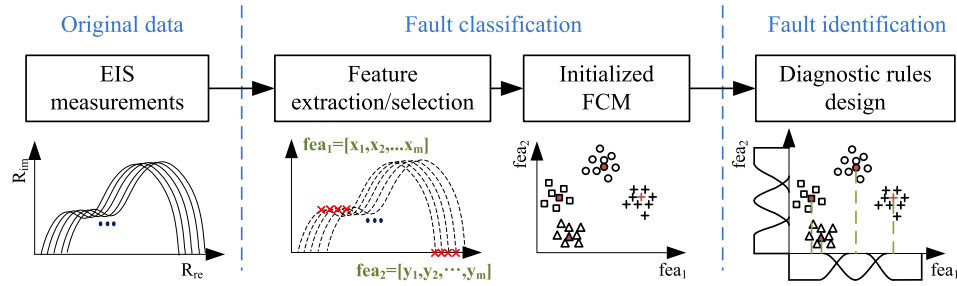 Original data
Fault classification
Fault identification
EIS
measurements
Feature
extraction/selection
Initialized
FCM
Diagnostic rules
design
R_im
R_re
fea₁=[x₁,x₂,...x_m]
fea₂=[y₁,y₂,⋯,y_m]
fea₂
fea₁
fea₂
fea₁